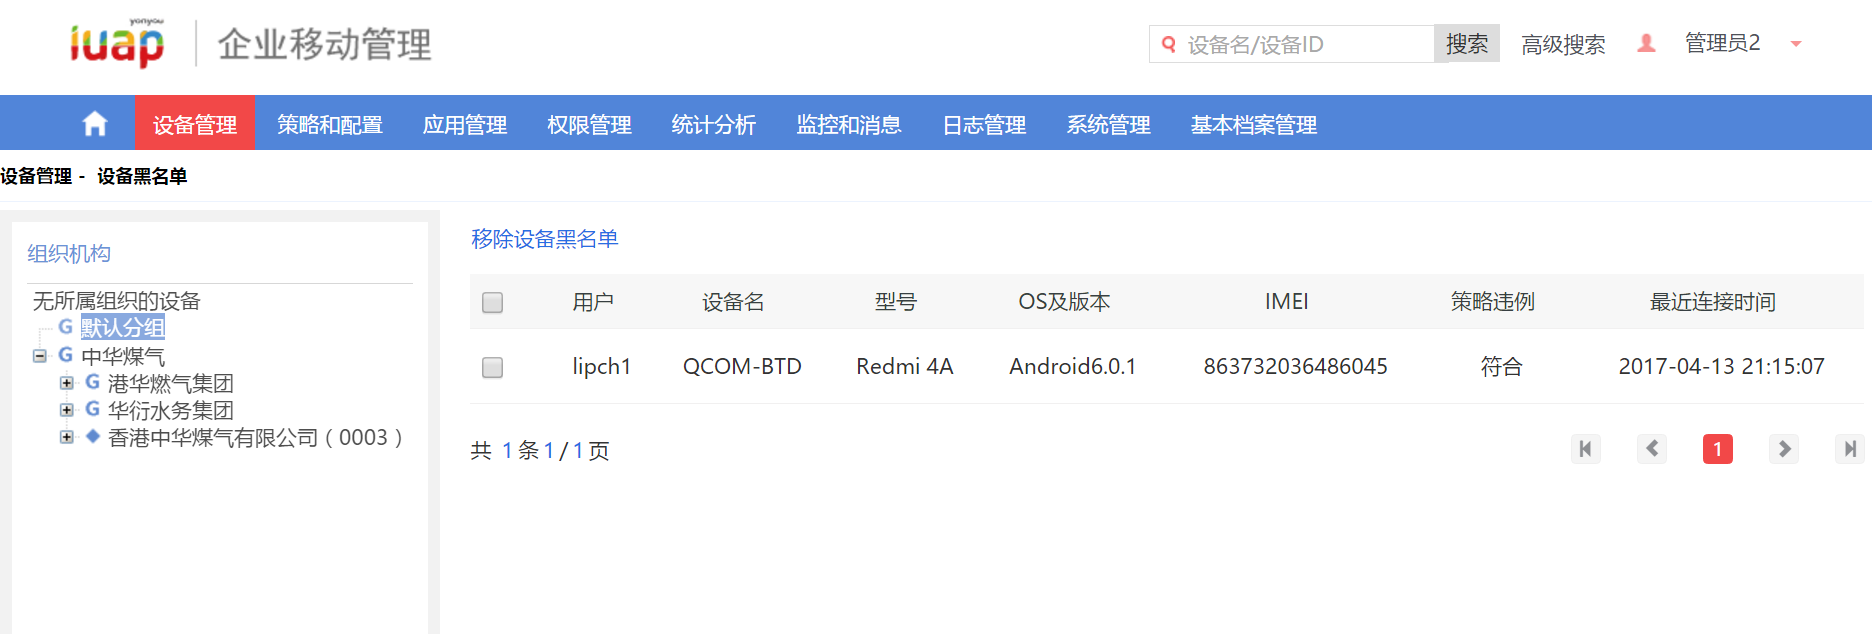 yonyou
iuap 企业移动管理
设备名/设备ID 搜索 高级搜索 管理员2
设备管理 策略和配置 应用管理 权限管理 统计分析 监控和消息 日志管理 系统管理 基本档案管理
设备管理 - 设备黑名单
组织机构
无所属组织的设备
G 默认分组
G 中华煤气
G 港华燃气集团
G 华衍水务集团
香港中华煤气有限公司（0003）
移除设备黑名单
用户 设备名 型号 OS及版本 IMEI 策略违例 最近连接时间
lipch1 QCOM-BTD Redmi 4A Android6.0.1 863732036486045 符合 2017-04-13 21:15:07
共 1 条 1 / 1 页 1